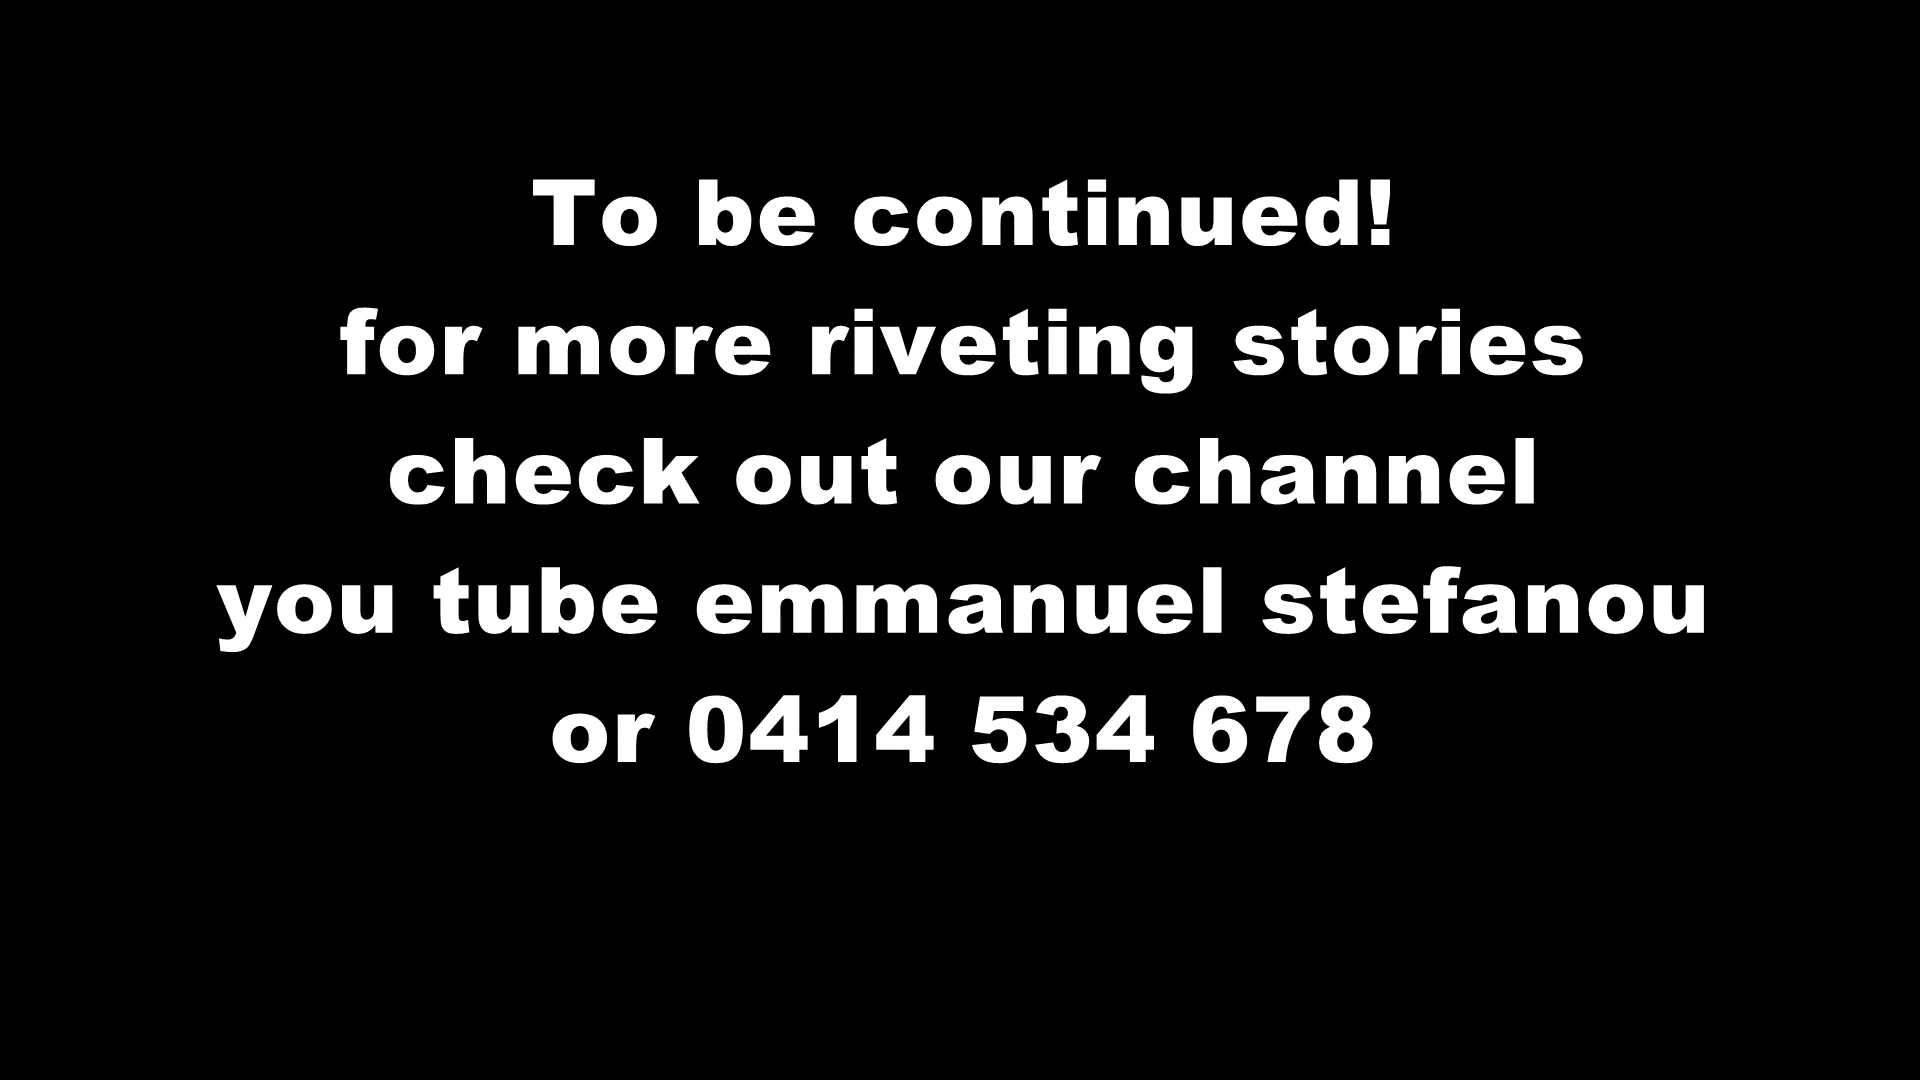 To be continued!
for more riveting stories
check out our channel
you tube emmanuel stefanou
or 0414 534 678